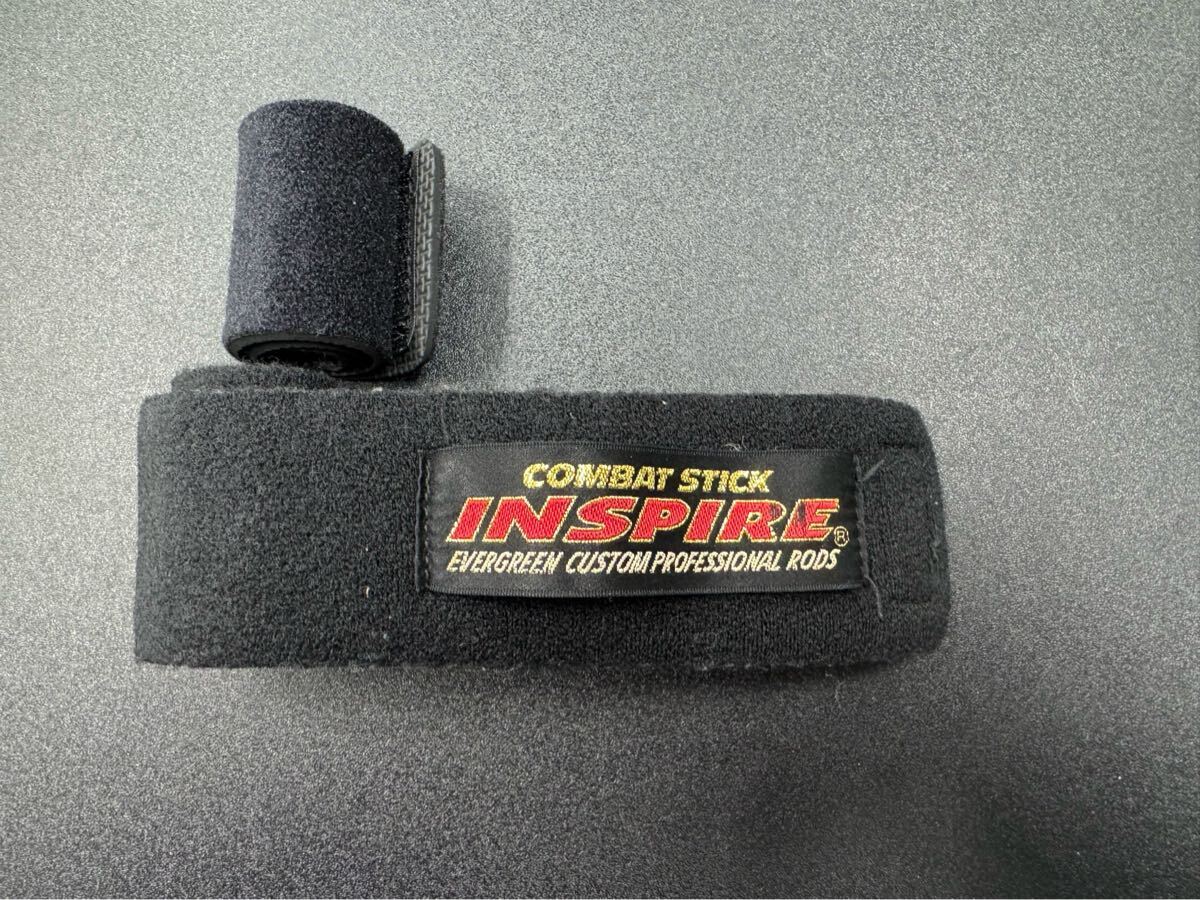 COMBAT STICK
INSPIRE®
EVERGREEN CUSTOM PROFESSIONAL RODS